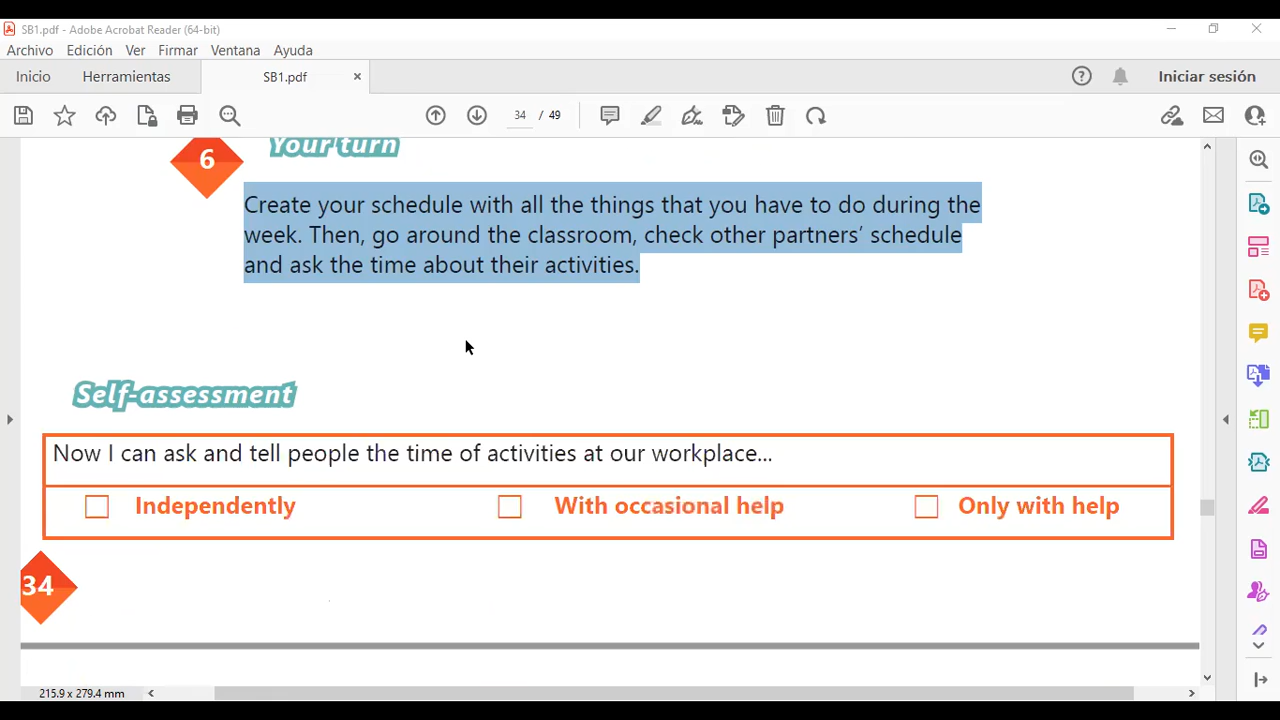 SB1.pdf - Adobe Acrobat Reader (64-bit)
Archivo Edición Ver Firmar Ventana Ayuda
Inicio Herramientas SB1.pdf × Iniciar sesión
34 / 49
6 Your turn
Create your schedule with all the things that you have to do during the
week. Then, go around the classroom, check other partners’ schedule
and ask the time about their activities.
Self-assessment
Now I can ask and tell people the time of activities at our workplace...
Independently With occasional help Only with help
34
215.9 x 279.4 mm